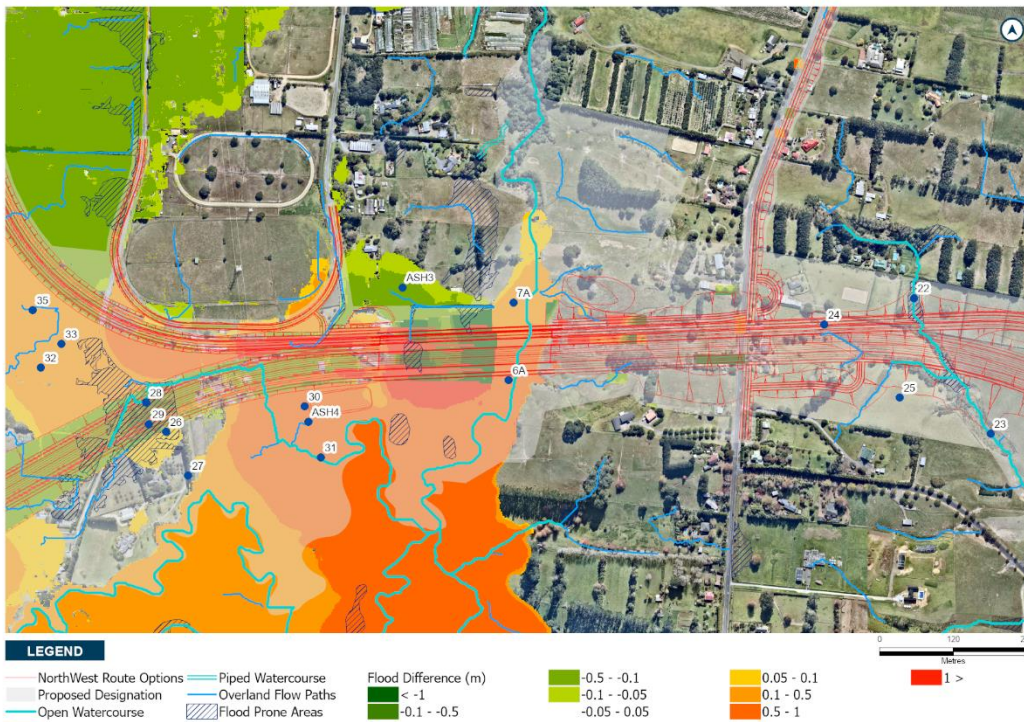 22
ASH3
7A
35
24
33
32
6A
25
28
30
29
26
ASH4
23
31
27
0 120
Metres
LEGEND
NorthWest Route Options
Proposed Designation
Open Watercourse
Piped Watercourse
Overland Flow Paths
Flood Prone Areas
Flood Difference (m)
< -1
-0.1 - -0.5
-0.5 - -0.1
-0.1 - -0.05
-0.05 - 0.05
0.05 - 0.1
0.1 - 0.5
0.5 - 1
1 >